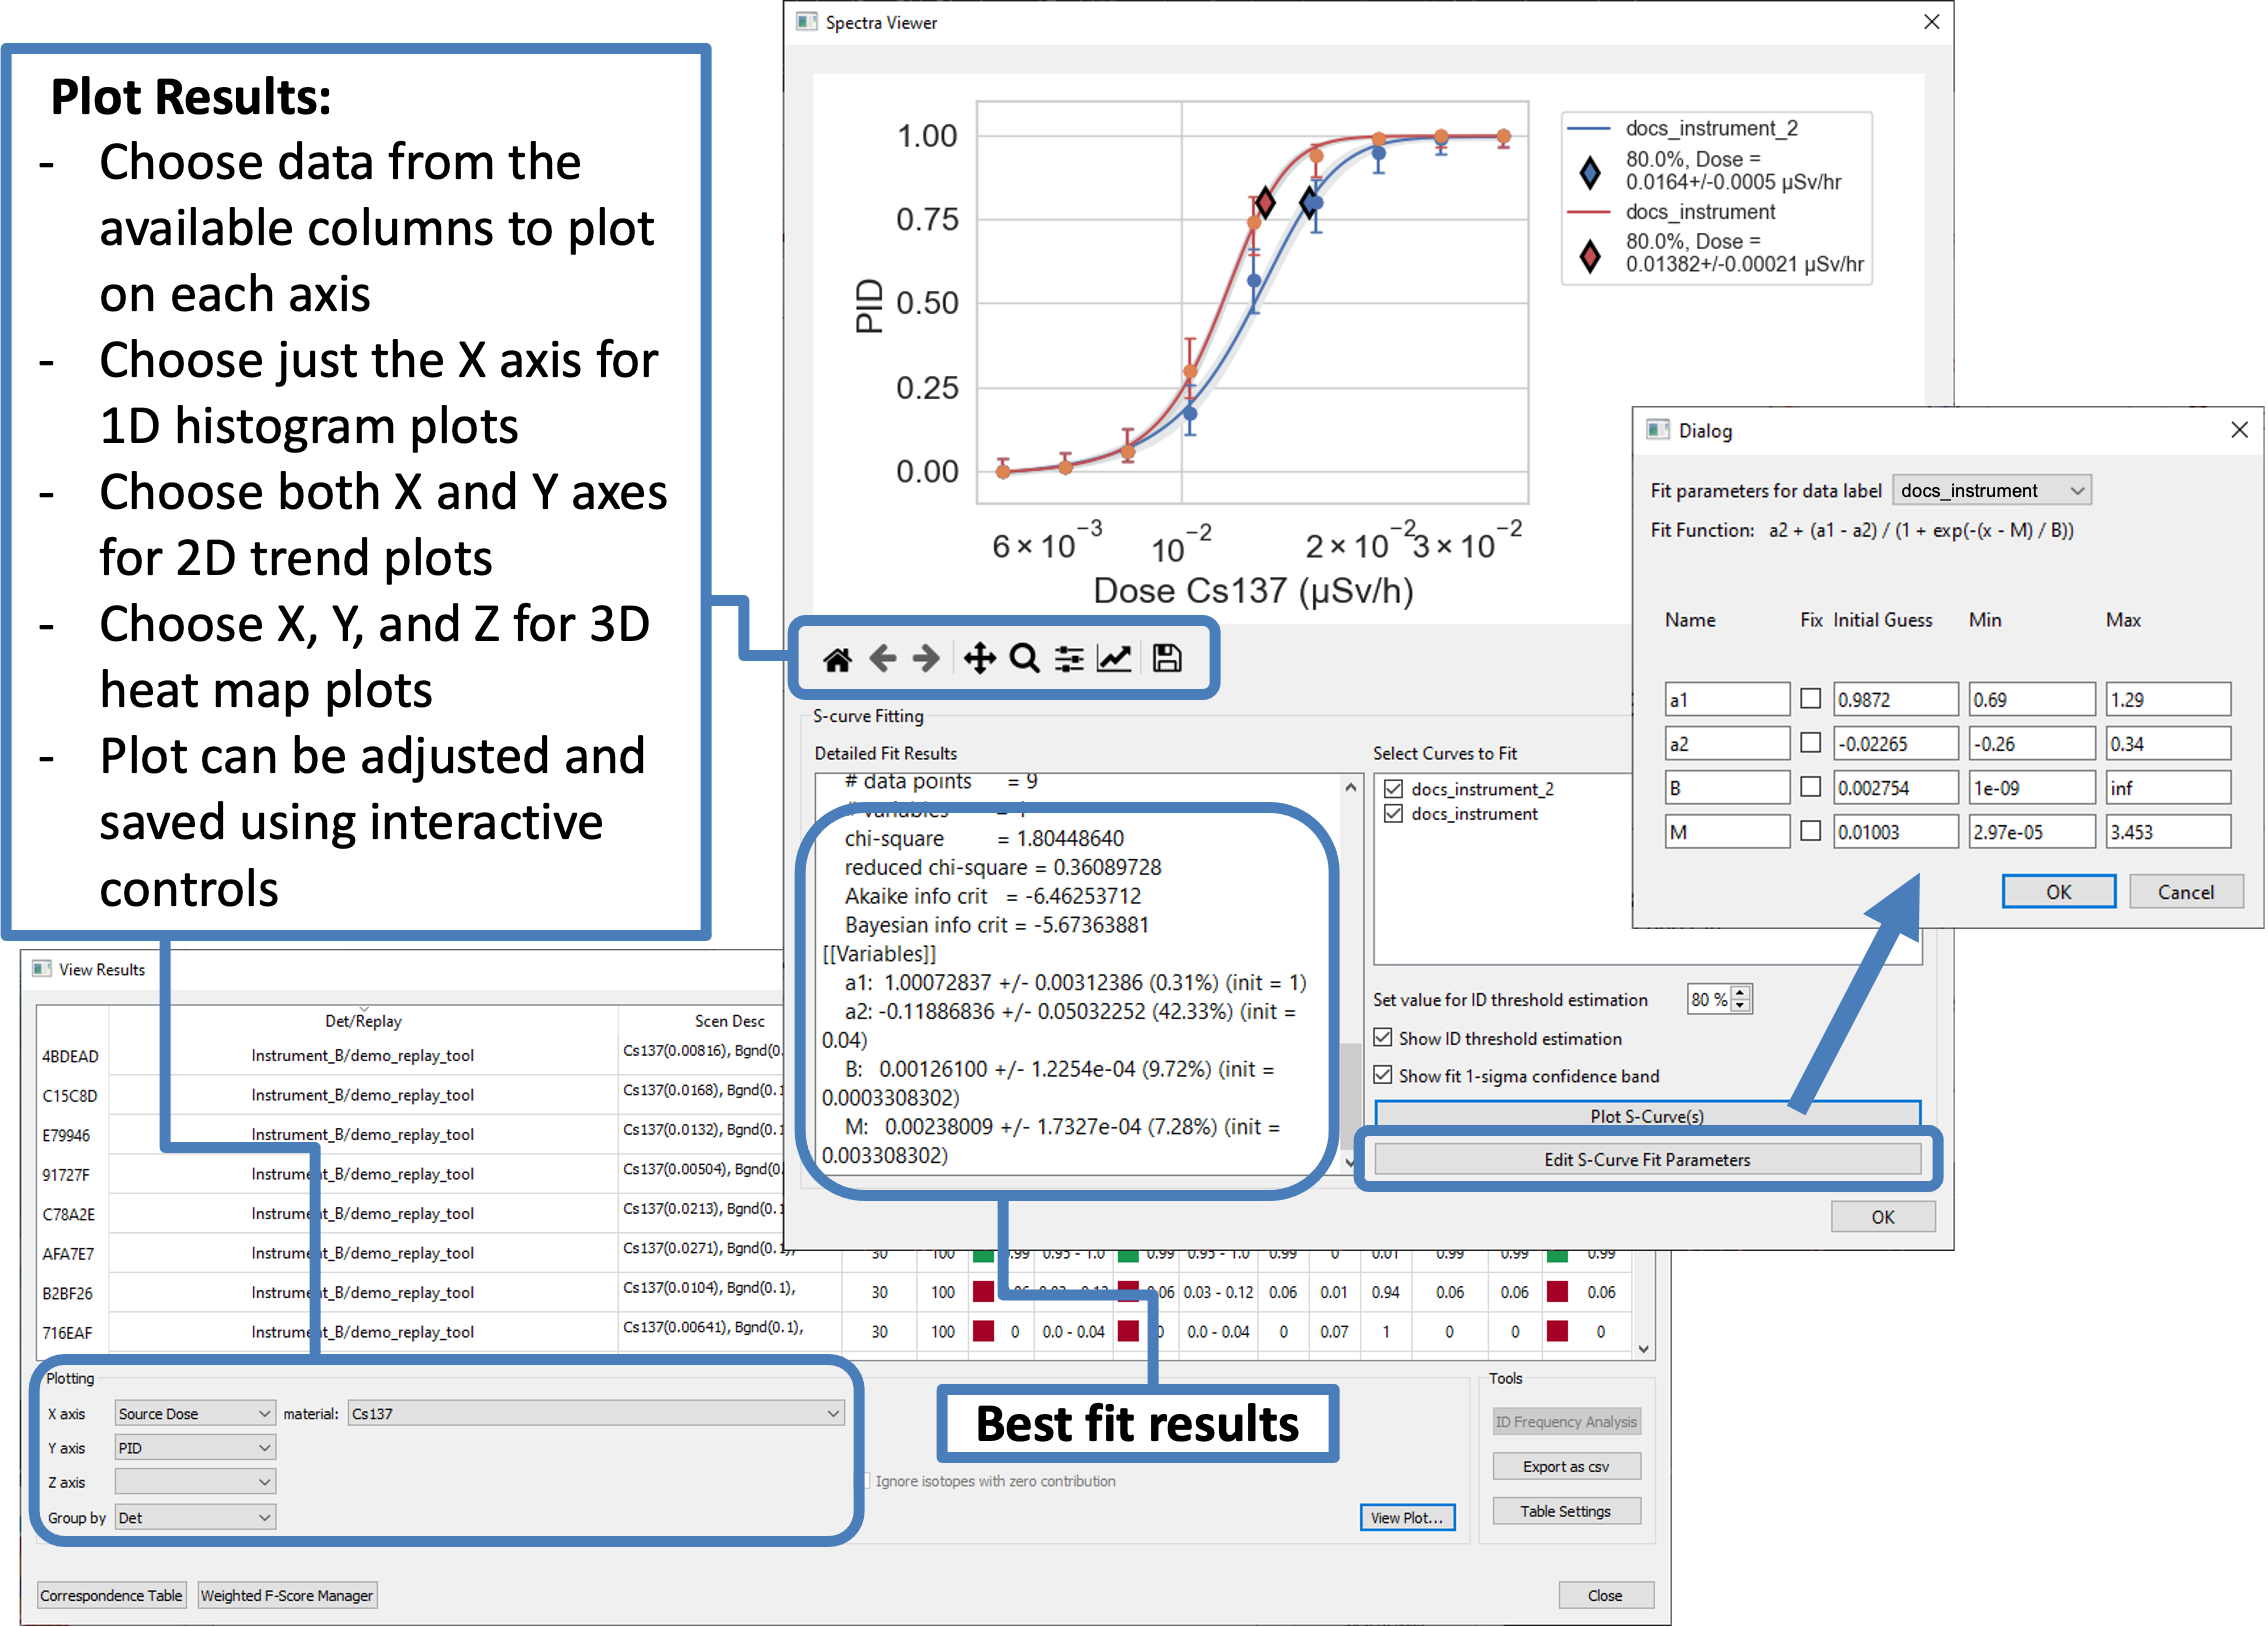 Plot Results:
- Choose data from the
available columns to plot
on each axis
- Choose just the X axis for
1D histogram plots
- Choose both X and Y axes
for 2D trend plots
- Choose X, Y, and Z for 3D
heat map plots
- Plot can be adjusted and
saved using interactive
controls
Spectra Viewer
1.00
0.75
0.50
0.25
0.00
PID
6 × 10⁻³
10⁻²
2 × 10⁻²
3 × 10⁻²
Dose Cs137 (µSv/h)
docs_instrument_2
80.0%, Dose =
0.0164+/-0.0005 µSv/hr
docs_instrument
80.0%, Dose =
0.01382+/-0.00021 µSv/hr
S-curve Fitting
Detailed Fit Results
# data points = 9
chi-square = 1.80448640
reduced chi-square = 0.36089728
Akaike info crit = -6.46253712
Bayesian info crit = -5.67363881
[[Variables]]
a1: 1.00072837 +/- 0.00312386 (0.31%) (init = 1)
a2: -0.11886836 +/- 0.05032252 (42.33%) (init =
0.04)
B: 0.00126100 +/- 1.2254e-04 (9.72%) (init =
0.0003308302)
M: 0.00238009 +/- 1.7327e-04 (7.28%) (init =
0.003308302)
Select Curves to Fit
docs_instrument_2
docs_instrument
Set value for ID threshold estimation 80 %
Show ID threshold estimation
Show fit 1-sigma confidence band
Plot S-Curve(s)
Edit S-Curve Fit Parameters
OK
Dialog
Fit parameters for data label docs_instrument
Fit Function: a2 + (a1 - a2) / (1 + exp(-(x - M) / B))
Name Fix Initial Guess Min Max
a1 0.9872 0.69 1.29
a2 -0.02265 -0.26 0.34
B 0.002754 1e-09 inf
M 0.01003 2.97e-05 3.453
OK Cancel
View Results
Det/Replay Scen Desc
4BDEAD Instrument_B/demo_replay_tool Cs137(0.00816), Bgnd(0.
C15C8D Instrument_B/demo_replay_tool Cs137(0.0168), Bgnd(0.1
E79946 Instrument_B/demo_replay_tool Cs137(0.0132), Bgnd(0.1
91727F Instrument_B/demo_replay_tool Cs137(0.00504), Bgnd(0.
C78A2E Instrument_B/demo_replay_tool Cs137(0.0213), Bgnd(0.1
AFA7E7 Instrument_B/demo_replay_tool Cs137(0.0271), Bgnd(0.1), 30 100 0.99 0.95 - 1.0 0.99 0.95 - 1.0 0.99 0 0.01 0.99 0.99 0.99
B2BF26 Instrument_B/demo_replay_tool Cs137(0.0104), Bgnd(0.1), 30 100 0.03 - 0.12 0.06 0.01 0.94 0.06 0.06 0.06
716EAF Instrument_B/demo_replay_tool Cs137(0.00641), Bgnd(0.1), 30 100 0 0.0 - 0.04 0.0 - 0.04 0 0.07 1 0 0 0
Plotting
X axis Source Dose material: Cs137
Y axis PID
Z axis
Group by Det
Best fit results
Ignore isotopes with zero contribution
View Plot...
Tools
ID Frequency Analysis
Export as csv
Table Settings
Correspondence Table Weighted F-Score Manager Close